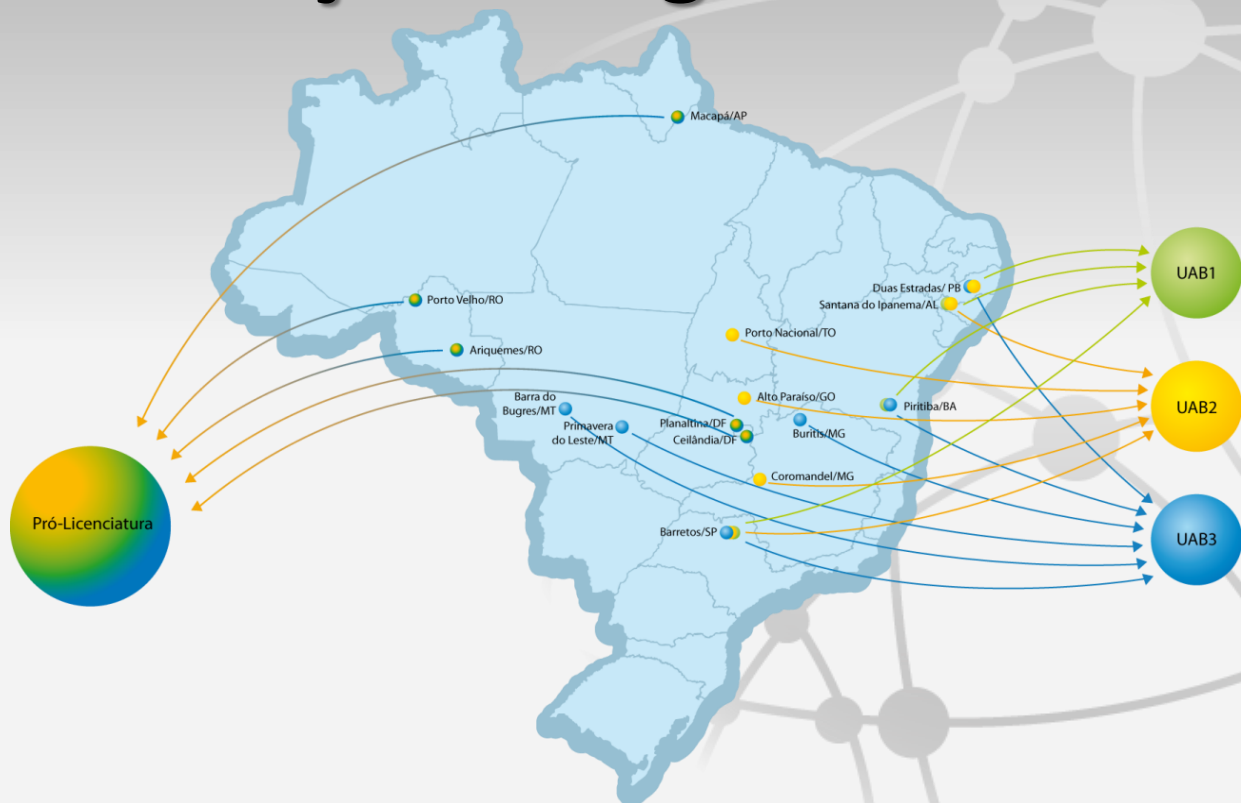 Macapá/AP
Porto Velho/RO
Ariquemes/RO
Barra do
Bugres/MT
Primavera
do Leste/MT
Duas Estradas/ PB
Santana do Ipanema/AL
Porto Nacional/TO
Alto Paraíso/GO
Planaltina/DF
Ceilândia/DF
Piritiba/BA
Buritis/MG
Coromandel/MG
Barretos/SP
Pró-Licenciatura
UAB1
UAB2
UAB3